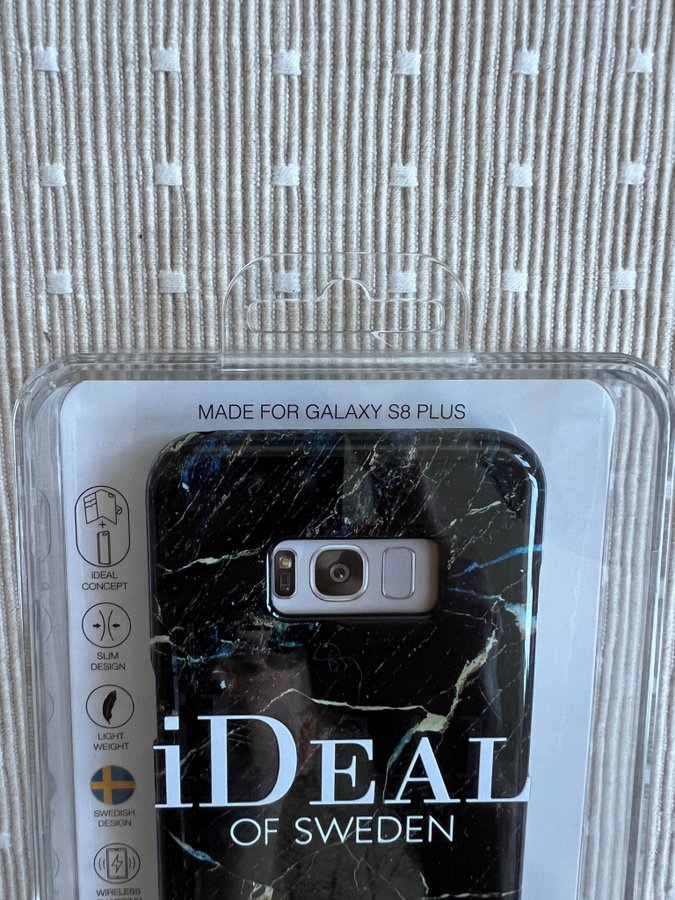 MADE FOR GALAXY S8 PLUS
iDEAL
CONCEPT
SLIM
DESIGN
LIGHT
WEIGHT
SWEDISH
DESIGN
WIRELESS
iDEAL
OF SWEDEN